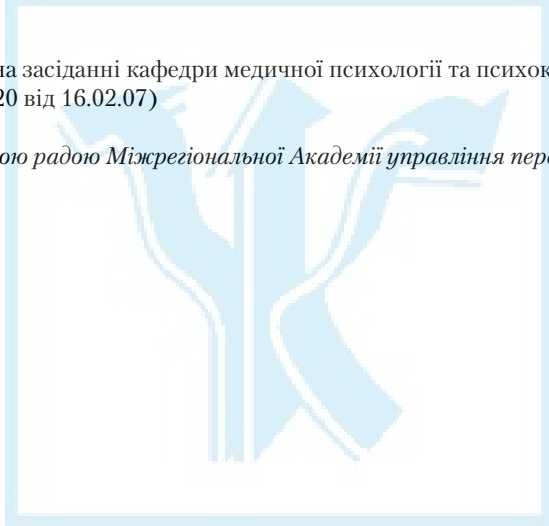 на засіданні кафедри медичної психології та психок
20 від 16.02.07)
ою радою Міжрегіональної Академії управління перс